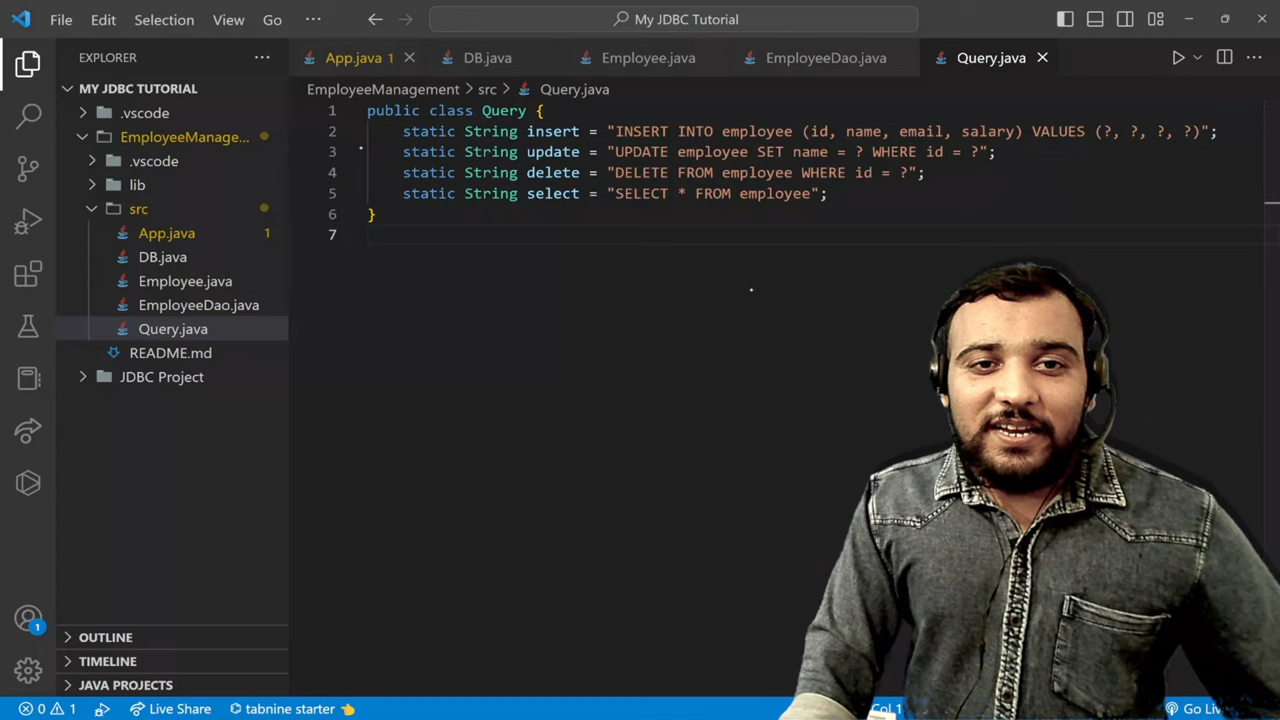 File Edit Selection View Go ··· My JDBC Tutorial
EXPLORER ···
App.java 1 DB.java Employee.java EmployeeDao.java Query.java ···
MY JDBC TUTORIAL
.vscode
EmployeeManage...
.vscode
lib
src
App.java 1
DB.java
Employee.java
EmployeeDao.java
Query.java
README.md
JDBC Project
OUTLINE
TIMELINE
JAVA PROJECTS
EmployeeManagement > src > Query.java
1 public class Query {
2 static String insert = "INSERT INTO employee (id, name, email, salary) VALUES (?, ?, ?, ?)";
3 static String update = "UPDATE employee SET name = ? WHERE id = ?";
4 static String delete = "DELETE FROM employee WHERE id = ?";
5 static String select = "SELECT * FROM employee";
6 }
7
1
0 1 Live Share tabnine starter Col 1 Go Live